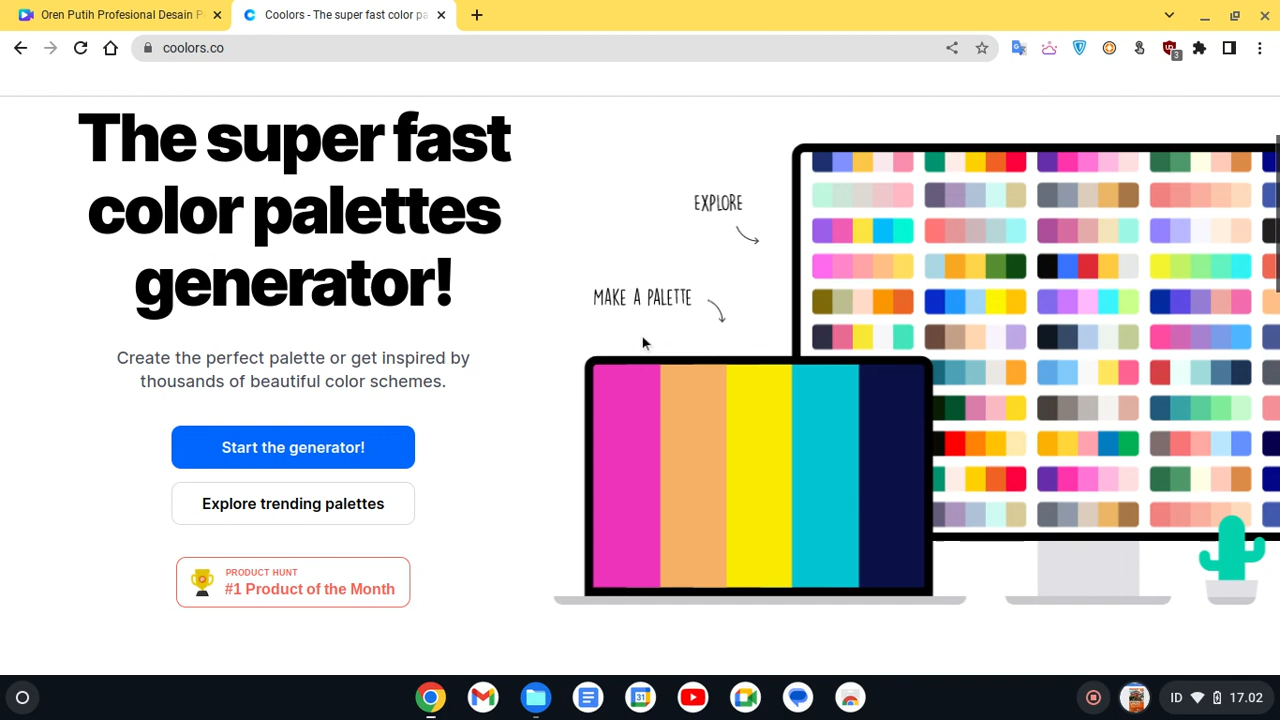 Oren Putih Profesional Desain P
Coolors - The super fast color pa
coolors.co
3
The super fast
color palettes
generator!
EXPLORE
MAKE A PALETTE
Create the perfect palette or get inspired by
thousands of beautiful color schemes.
Start the generator!
Explore trending palettes
PRODUCT HUNT
#1 Product of the Month
31
ID
17.02